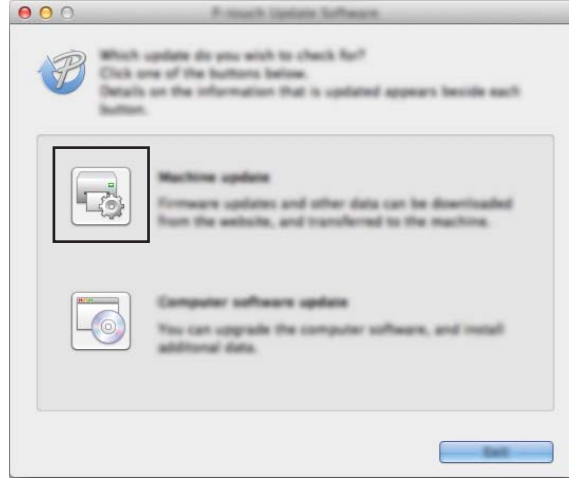 P-touch Update Software
Which update do you wish to check for?
Click one of the buttons below.
Details on the information that is updated appears beside each
button.
Machine update
Firmware updates and other data can be downloaded
from the website, and transferred to the machine.
Computer software update
You can upgrade the computer software, and install
additonal data.
Exit